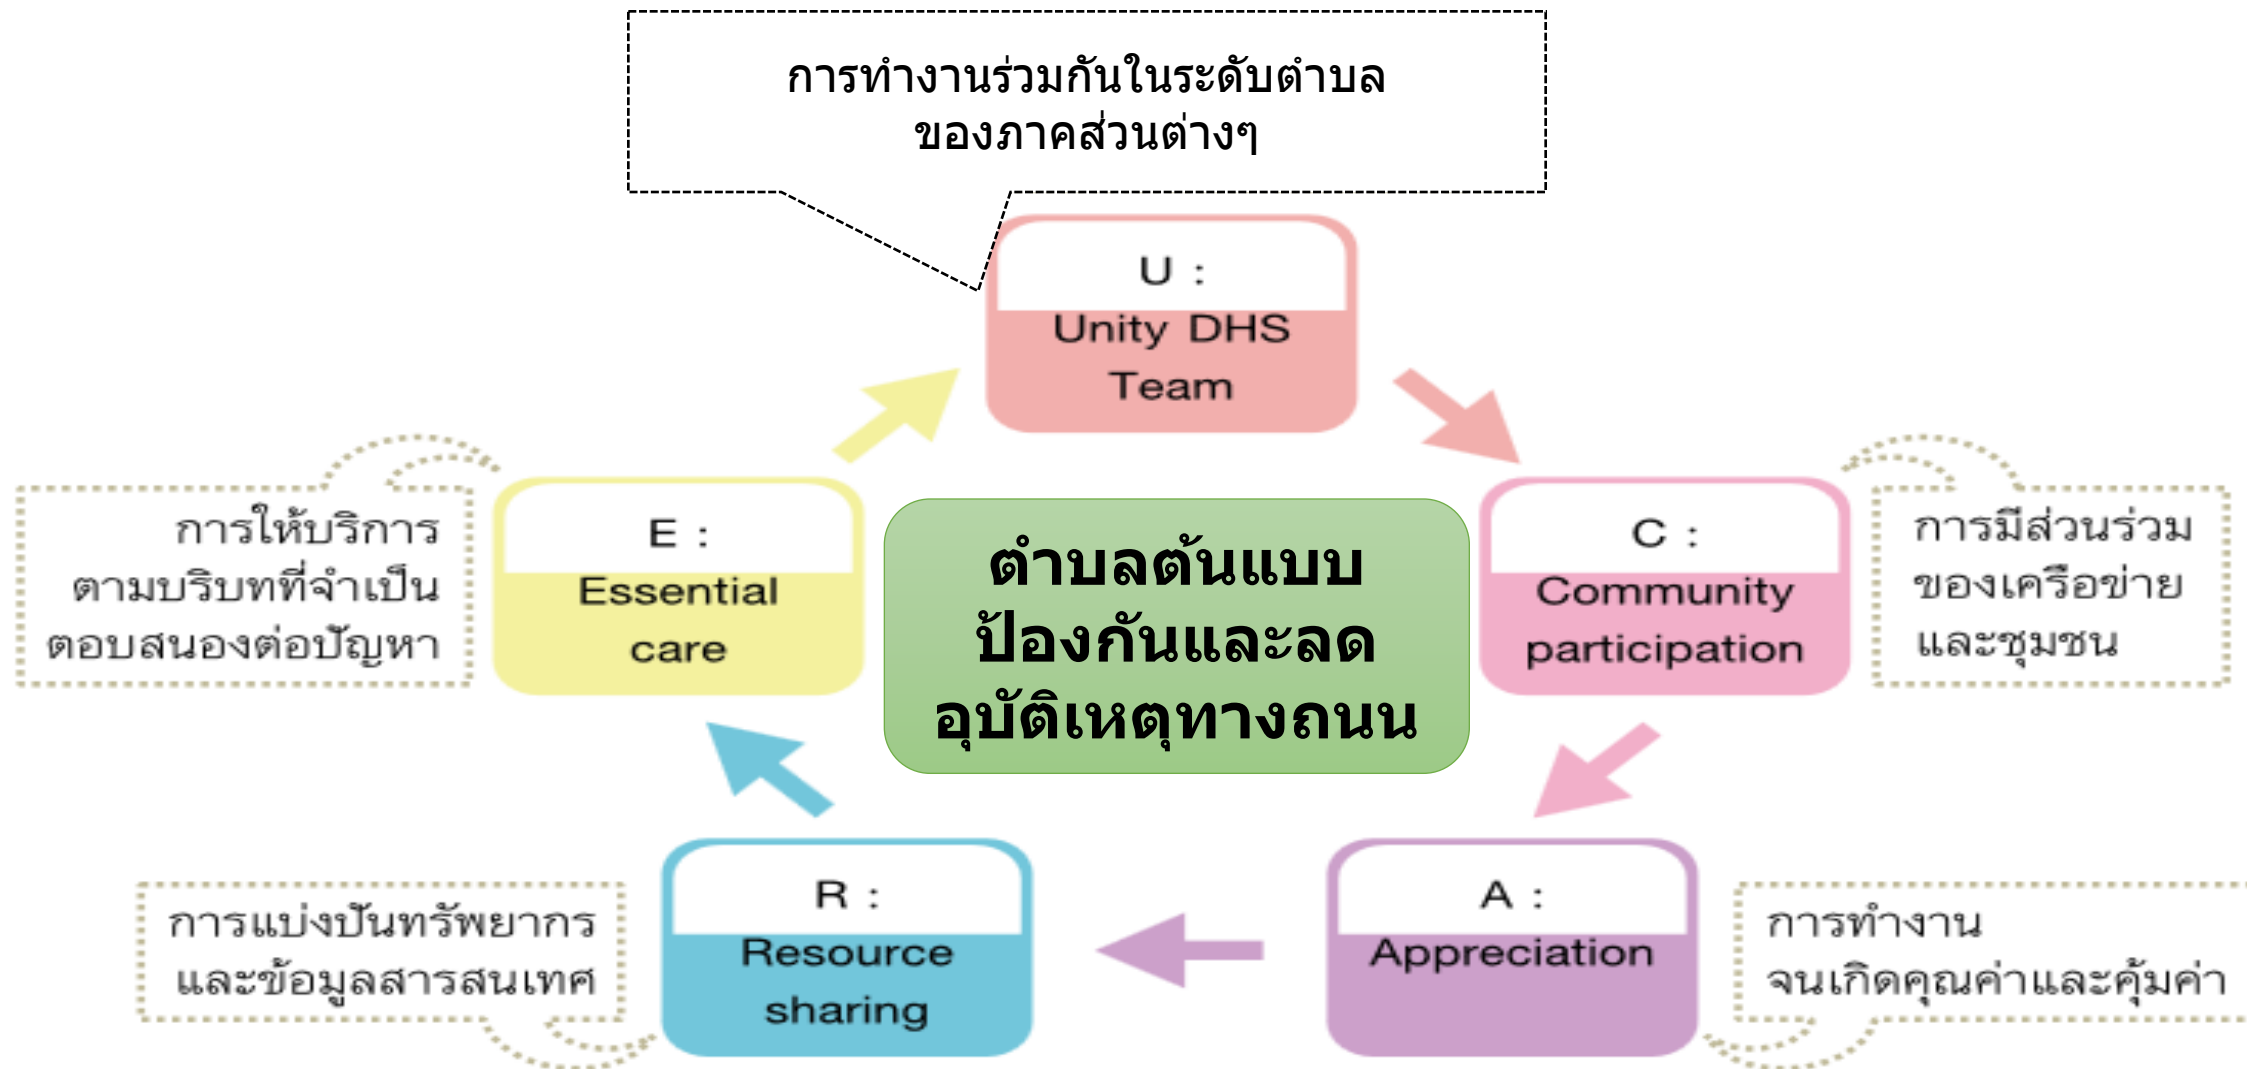 การทำงานร่วมกันในระดับตำบล
ของภาคส่วนต่างๆ
U :
Unity DHS
Team
C :
Community
participation
การมีส่วนร่วม
ของเครือข่าย
และชุมชน
A :
Appreciation
การทำงาน
จนเกิดคุณค่าและคุ้มค่า
R :
Resource
sharing
การแบ่งปันทรัพยากร
และข้อมูลสารสนเทศ
E :
Essential
care
การให้บริการ
ตามบริบทที่จำเป็น
ตอบสนองต่อปัญหา
ตำบลต้นแบบ
ป้องกันและลด
อุบัติเหตุทางถนน